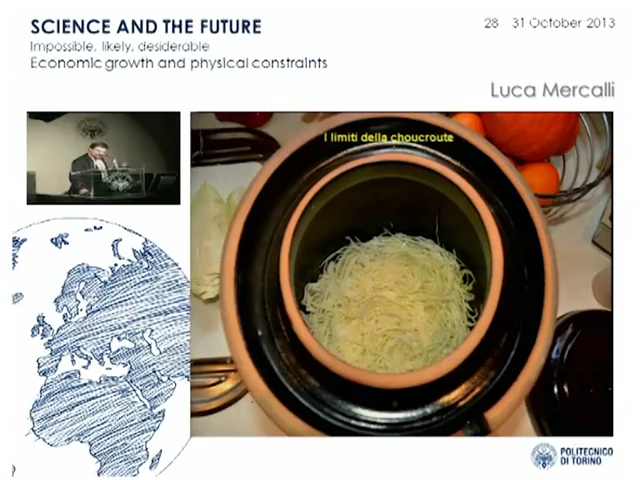 SCIENCE AND THE FUTURE
Impossible, likely, desiderable
Economic growth and physical constraints
28 31 October 2013
Luca Mercalli
I limiti della choucroute
POLITECNICO
DI TORINO